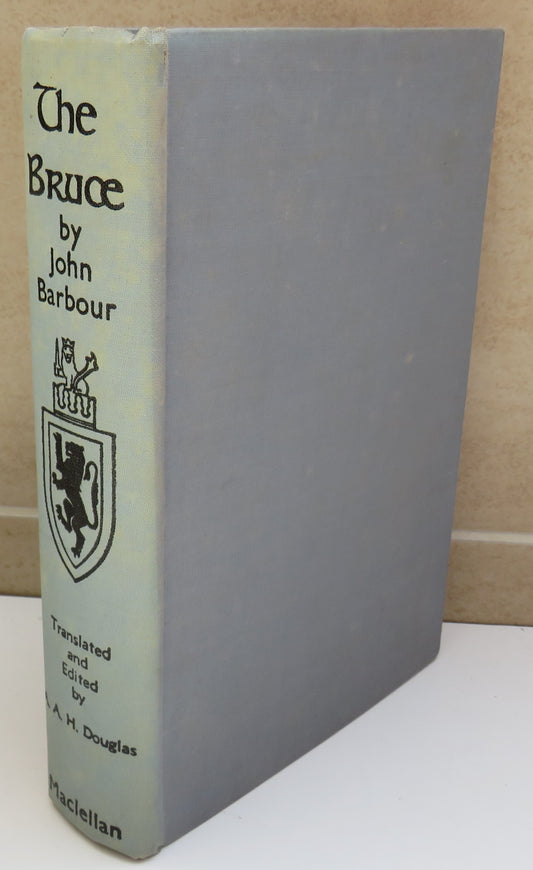 The
BRUCE
by
John
Barbour
Translated
and
Edited
by
A. A. H. Douglas
Maclellan